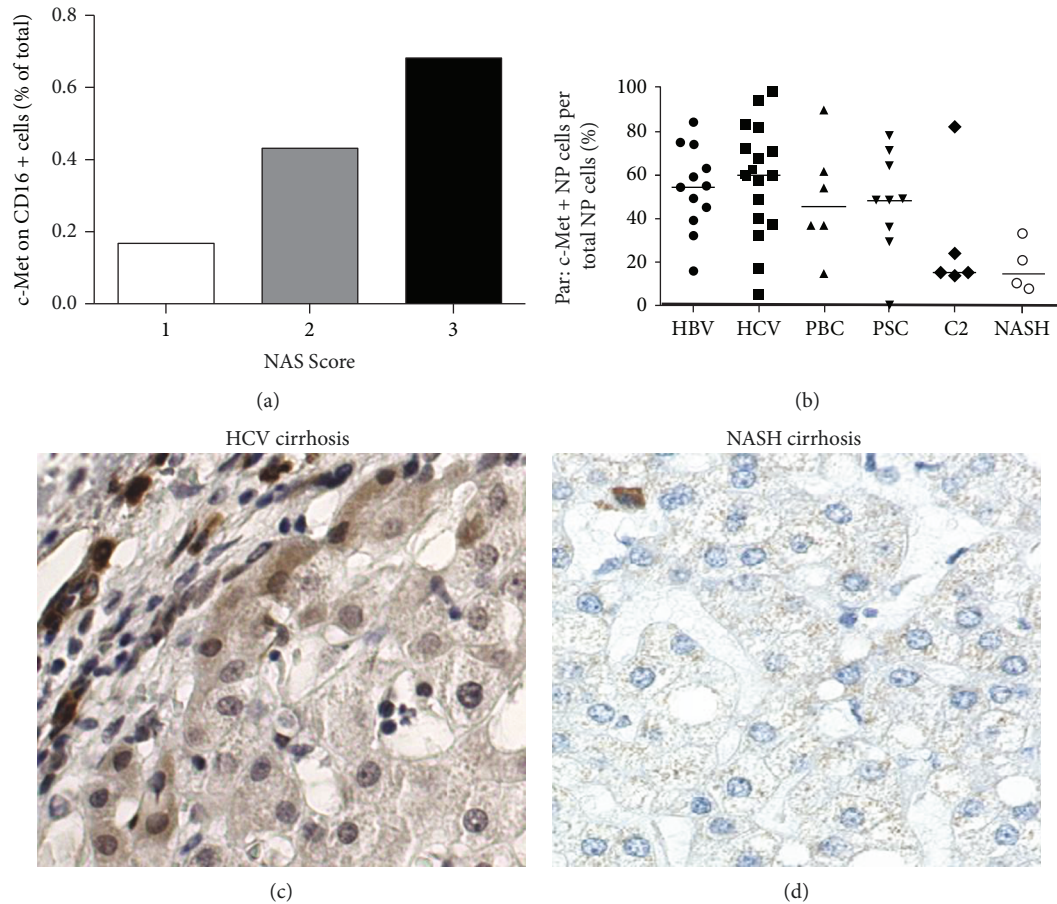 c-Met on CD16 + cells (% of total)
0.8
0.6
0.4
0.2
0.0
1 2 3
NAS Score
(a)
Par: c-Met + NP cells per
total NP cells (%)
100
80
60
40
20
0
HBV HCV PBC PSC C2 NASH
(b)
HCV cirrhosis
(c)
NASH cirrhosis
(d)